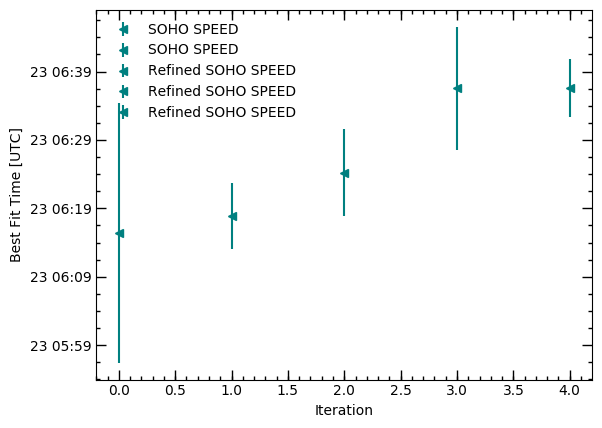 SOHO SPEED
SOHO SPEED
Refined SOHO SPEED
Refined SOHO SPEED
Refined SOHO SPEED
23 06:39
23 06:29
23 06:19
23 06:09
23 05:59
Best Fit Time [UTC]
0.0 0.5 1.0 1.5 2.0 2.5 3.0 3.5 4.0
Iteration